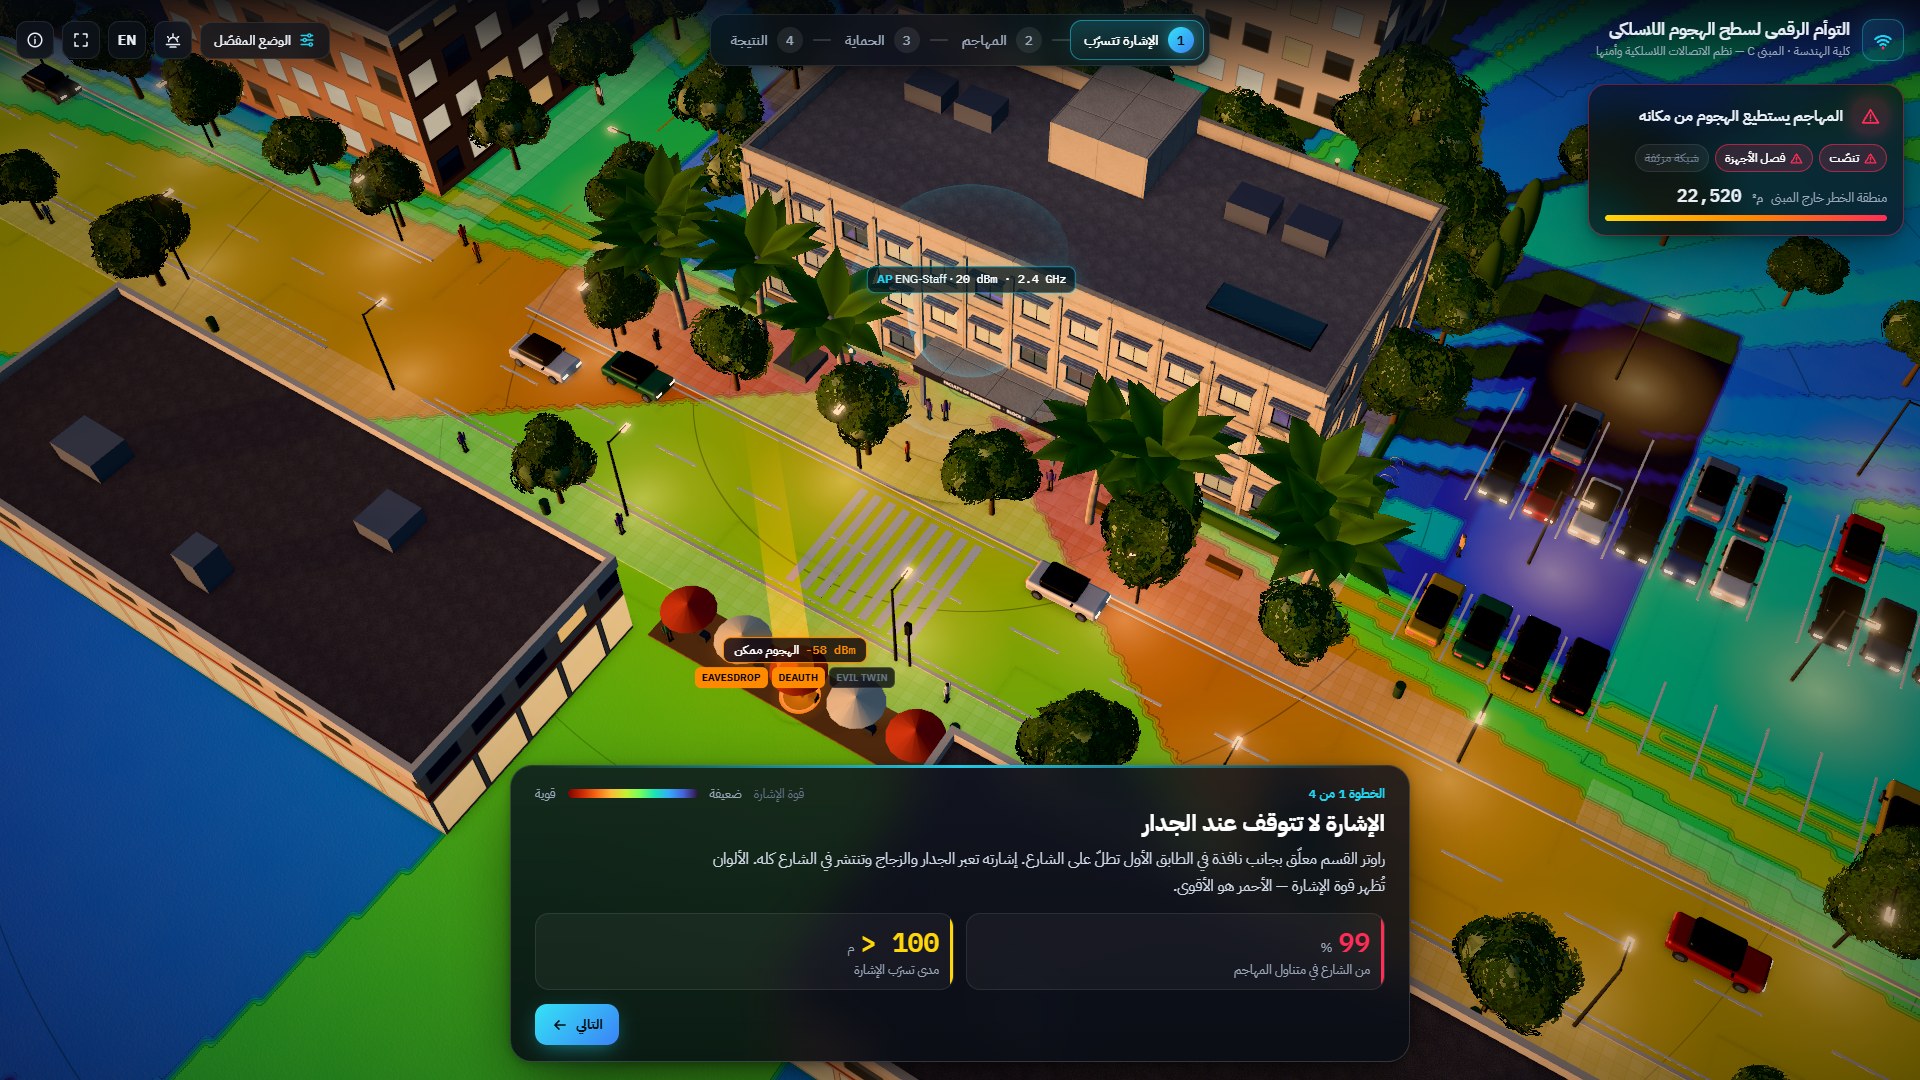 التوأم الرقمي لسطح الهجوم اللاسلكي
كلية الهندسة · المبنى C — نظم الاتصالات اللاسلكية وأمنها
1 الإشارة تتسرّب
2 المهاجم
3 الحماية
4 النتيجة
الوضع المفصّل
EN
المهاجم يستطيع الهجوم من مكانه
تنصّت
فصل الأجهزة
شبكة مزيّفة
منطقة الخطر خارج المبنى 22,520 م²
AP ENG-Staff · 20 dBm · 2.4 GHz
الهجوم ممكن -58 dBm
EAVESDROP DEAUTH EVIL TWIN
الخطوة 1 من 4
قوة الإشارة ضعيفة قوية
الإشارة لا تتوقف عند الجدار
راوتر القسم معلّق بجانب نافذة في الطابق الأول تطلّ على الشارع. إشارته تعبر الجدار والزجاج وتنتشر في الشارع كله. الألوان
تُظهر قوة الإشارة — الأحمر هو الأقوى.
99 %
من الشارع في متناول المهاجم
> 100 م
مدى تسرّب الإشارة
التالي ←